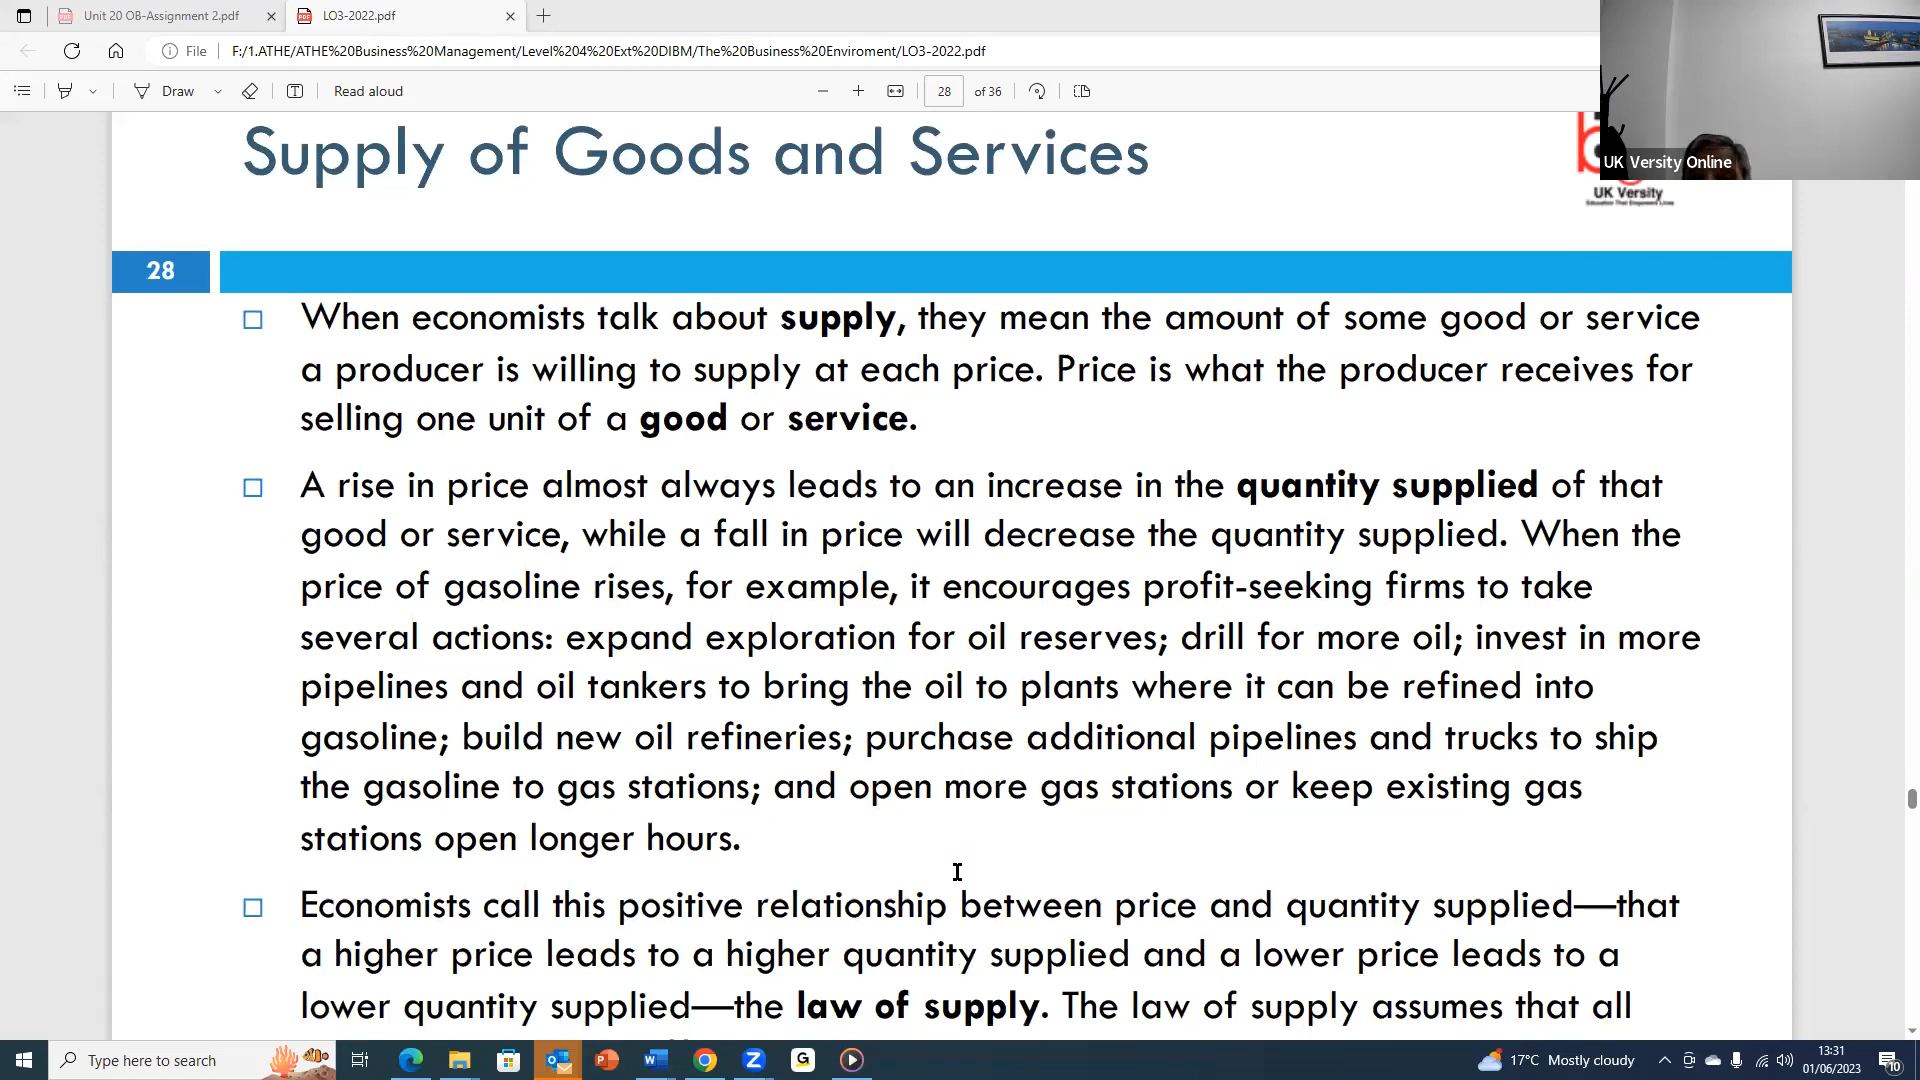 Unit 20 OB-Assignment 2.pdf
LO3-2022.pdf
File
F:/1.ATHE/ATHE%20Business%20Management/Level%204%20Ext%20DIBM/The%20Business%20Enviroment/LO3-2022.pdf
Draw
Read aloud
28
of 36
Supply of Goods and Services
UK Versity Online
UK Versity
Education That Empowers Lives
28
When economists talk about supply, they mean the amount of some good or service
a producer is willing to supply at each price. Price is what the producer receives for
selling one unit of a good or service.
A rise in price almost always leads to an increase in the quantity supplied of that
good or service, while a fall in price will decrease the quantity supplied. When the
price of gasoline rises, for example, it encourages profit-seeking firms to take
several actions: expand exploration for oil reserves; drill for more oil; invest in more
pipelines and oil tankers to bring the oil to plants where it can be refined into
gasoline; build new oil refineries; purchase additional pipelines and trucks to ship
the gasoline to gas stations; and open more gas stations or keep existing gas
stations open longer hours.
Economists call this positive relationship between price and quantity supplied—that
a higher price leads to a higher quantity supplied and a lower price leads to a
lower quantity supplied—the law of supply. The law of supply assumes that all
Type here to search
17°C Mostly cloudy
13:31
01/06/2023
10